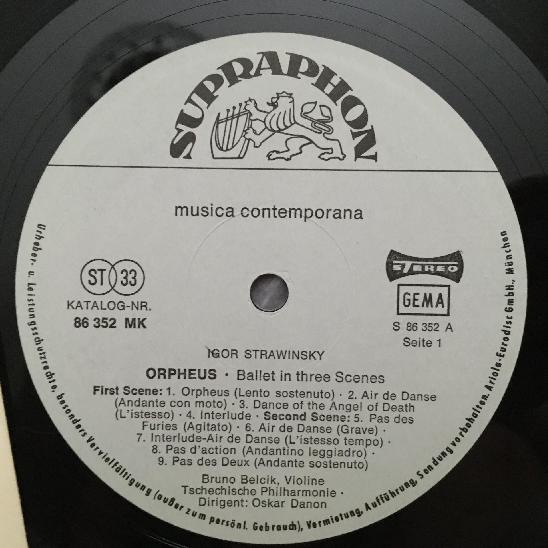 SUPRAPHON
musica contemporana
ST 33
KATALOG-NR.
86 352 MK
STEREO
GEMA
S 86 352 A
Seite 1
IGOR STRAWINSKY
ORPHEUS · Ballet in three Scenes
First Scene: 1. Orpheus (Lento sostenuto) · 2. Air de Danse
(Andante con moto) · 3. Dance of the Angel of Death
(L'istesso) · 4. Interlude · Second Scene: 5. Pas des
Furies (Agitato) · 6. Air de Danse (Grave) ·
7. Interlude-Air de Danse (L'istesso tempo) ·
8. Pas d'action (Andantino leggiadro) ·
9. Pas des Deux (Andante sostenuto)
Bruno Belcik, Violine
Tschechische Philharmonie ·
Dirigent: Oskar Danon
Urheber- u. Leistungsschutzrechte, besonders Vervielfältigung (außer zum persönl. Gebrauch), Vermietung, Aufführung, Sendung vorbehalten. Ariola-Eurodisc GmbH., München